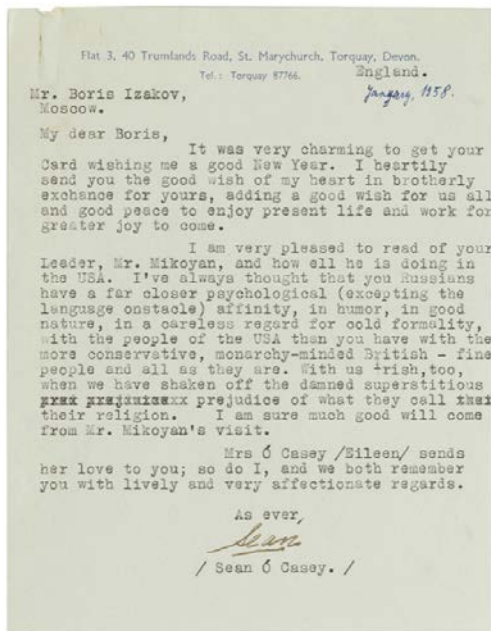 Flat 3, 40 Trumlands Road, St. Marychurch, Torquay, Devon.
Tel.: Torquay 87766.
England.
Mr. Boris Izakov,
Moscow.
January, 1958.
My dear Boris,
It was very charming to get your
Card wishing me a good New Year. I heartily
send you the good wish of my heart in brotherly
exchance for yours, adding a good wish for us all
and good peace to enjoy present life and work for
greater joy to come.
I am very pleased to read of your
Leader, Mr. Mikoyan, and how ell he is doing in
the USA. I've always thought that you Russians
have a far closer psychological (excepting the
language onstacle) affinity, in humor, in good
nature, in a careless regard for cold formality,
with the people of the USA than you have with the
more conservative, monarchy-minded British - fine
people and all as they are. With us Irish,too,
when we have shaken off the damned superstitious
prejudice of what they call
their religion. I am sure much good will come
from Mr. Mikoyan's visit.
Mrs Ó Casey /Eileen/ sends
her love to you; so do I, and we both remember
you with lively and very affectionate regards.
As ever,
Sean
/ Sean Ó Casey. /